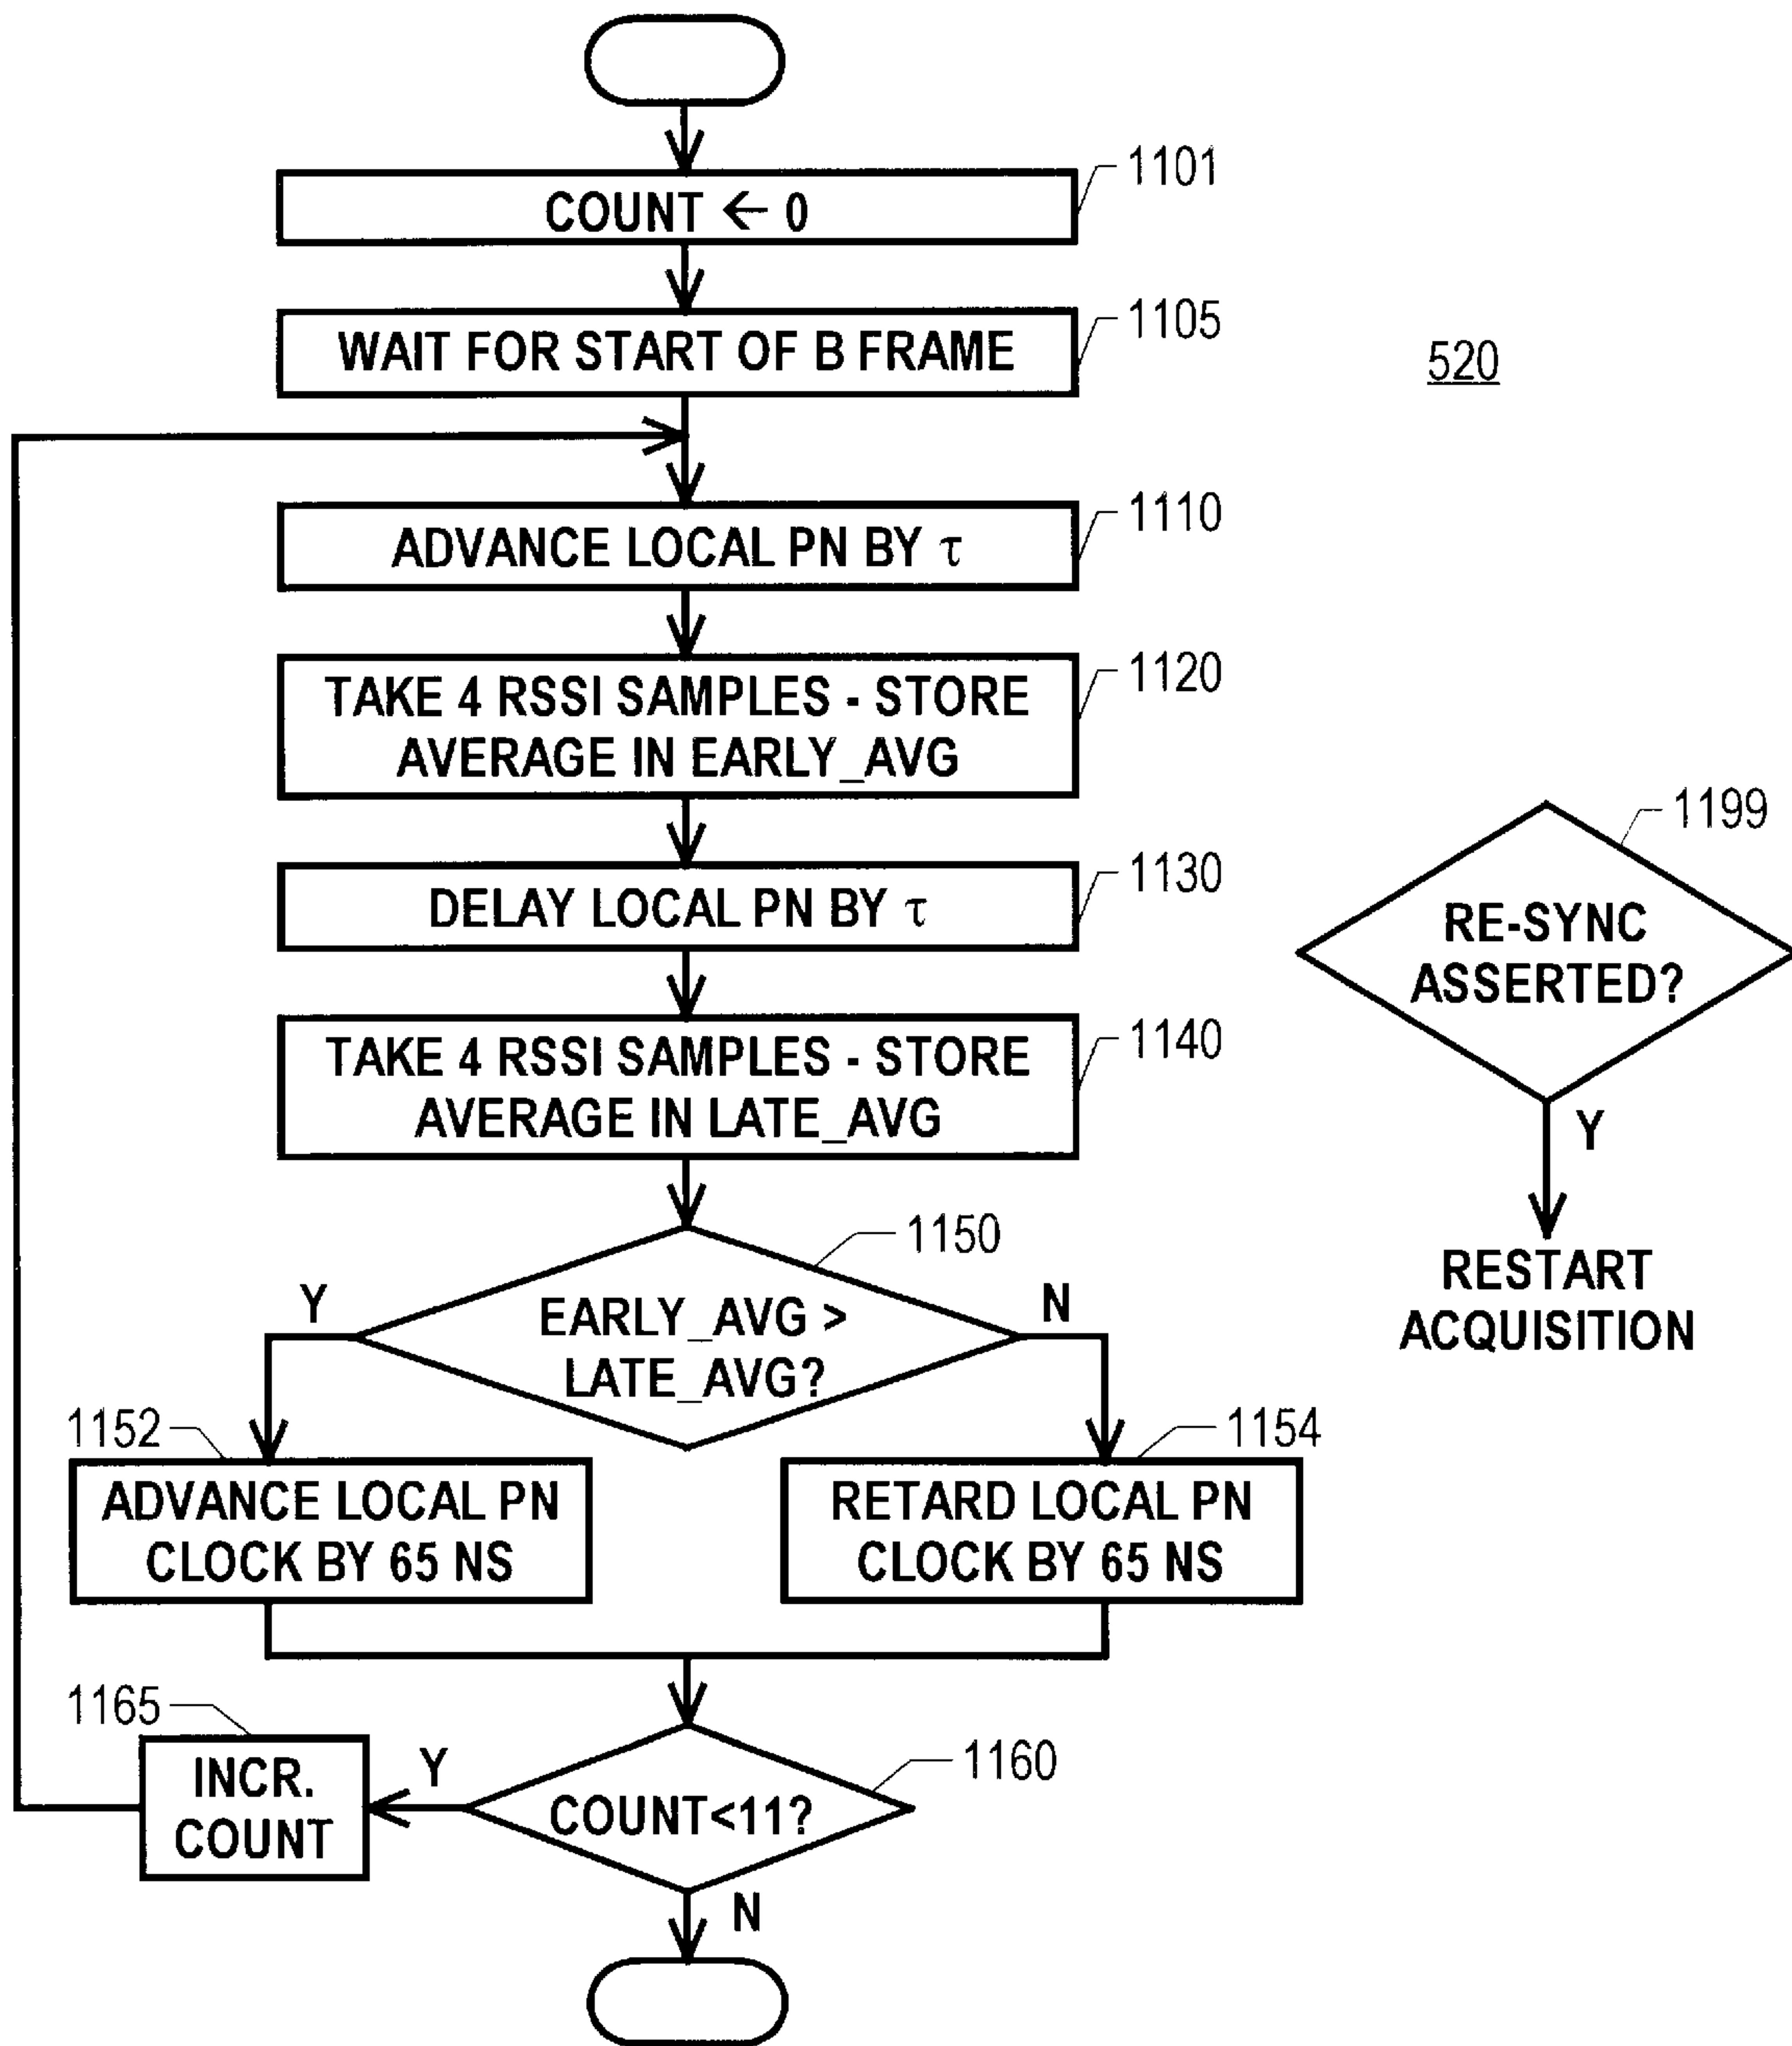 COUNT ← 0
1101
WAIT FOR START OF B FRAME
1105
520
ADVANCE LOCAL PN BY τ
1110
TAKE 4 RSSI SAMPLES - STORE
AVERAGE IN EARLY_AVG
1120
DELAY LOCAL PN BY τ
1130
TAKE 4 RSSI SAMPLES - STORE
AVERAGE IN LATE_AVG
1140
1199
RE-SYNC
ASSERTED?
Y
RESTART
ACQUISITION
1150
EARLY_AVG >
LATE_AVG?
Y
N
1152
ADVANCE LOCAL PN
CLOCK BY 65 NS
1154
RETARD LOCAL PN
CLOCK BY 65 NS
1160
COUNT<11?
Y
1165
INCR.
COUNT
N